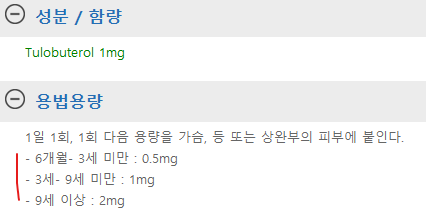 성분 / 함량
Tulobuterol 1mg
용법용량
1일 1회, 1회 다음 용량을 가슴, 등 또는 상완부의 피부에 붙인다.
- 6개월- 3세 미만 : 0.5mg
- 3세- 9세 미만 : 1mg
- 9세 이상 : 2mg